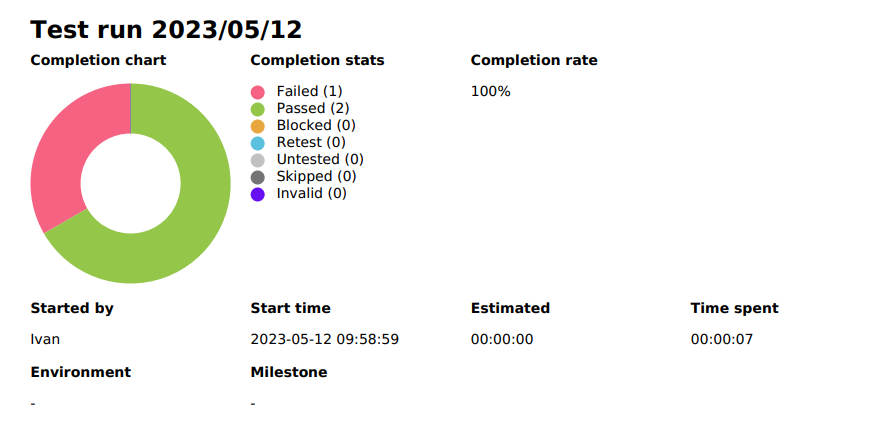 Test run 2023/05/12
Completion chart
Completion stats
Completion rate
Failed (1)
Passed (2)
Blocked (0)
Retest (0)
Untested (0)
Skipped (0)
Invalid (0)
100%
Started by
Start time
Estimated
Time spent
Ivan
2023-05-12 09:58:59
00:00:00
00:00:07
Environment
Milestone
-
-